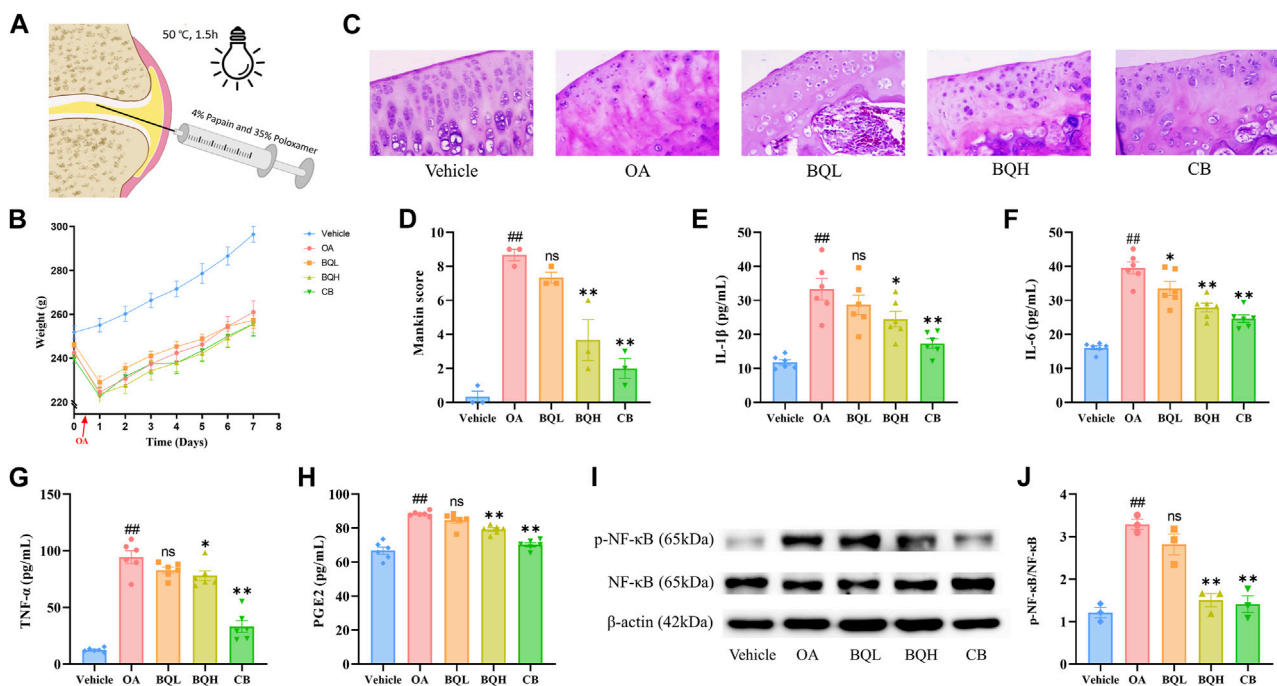 A
50 ℃, 1.5h
4% Papain and 35% Poloxamer
C
Vehicle
OA
BQL
BQH
CB
B
Weight (g)
300
280
260
240
220
0
1
2
3
4
5
6
7
8
OA
Time (Days)
Vehicle
OA
BQL
BQH
CB
D
Mankin score
10
8
6
4
2
0
##
ns
**
**
Vehicle
OA
BQL
BQH
CB
E
IL-1β (pg/mL)
50
40
30
20
10
0
##
ns
*
**
Vehicle
OA
BQL
BQH
CB
F
IL-6 (pg/mL)
50
40
30
20
10
0
##
*
**
**
Vehicle
OA
BQL
BQH
CB
G
TNF-α (pg/mL)
150
100
50
0
##
ns
*
**
Vehicle
OA
BQL
BQH
CB
H
PGE2 (pg/mL)
100
80
60
40
20
0
##
ns
**
**
Vehicle
OA
BQL
BQH
CB
I
p-NF-κB (65kDa)
NF-κB (65kDa)
β-actin (42kDa)
Vehicle
OA
BQL
BQH
CB
J
p-NF-κB/NF-κB
4
3
2
1
0
##
ns
**
**
Vehicle
OA
BQL
BQH
CB